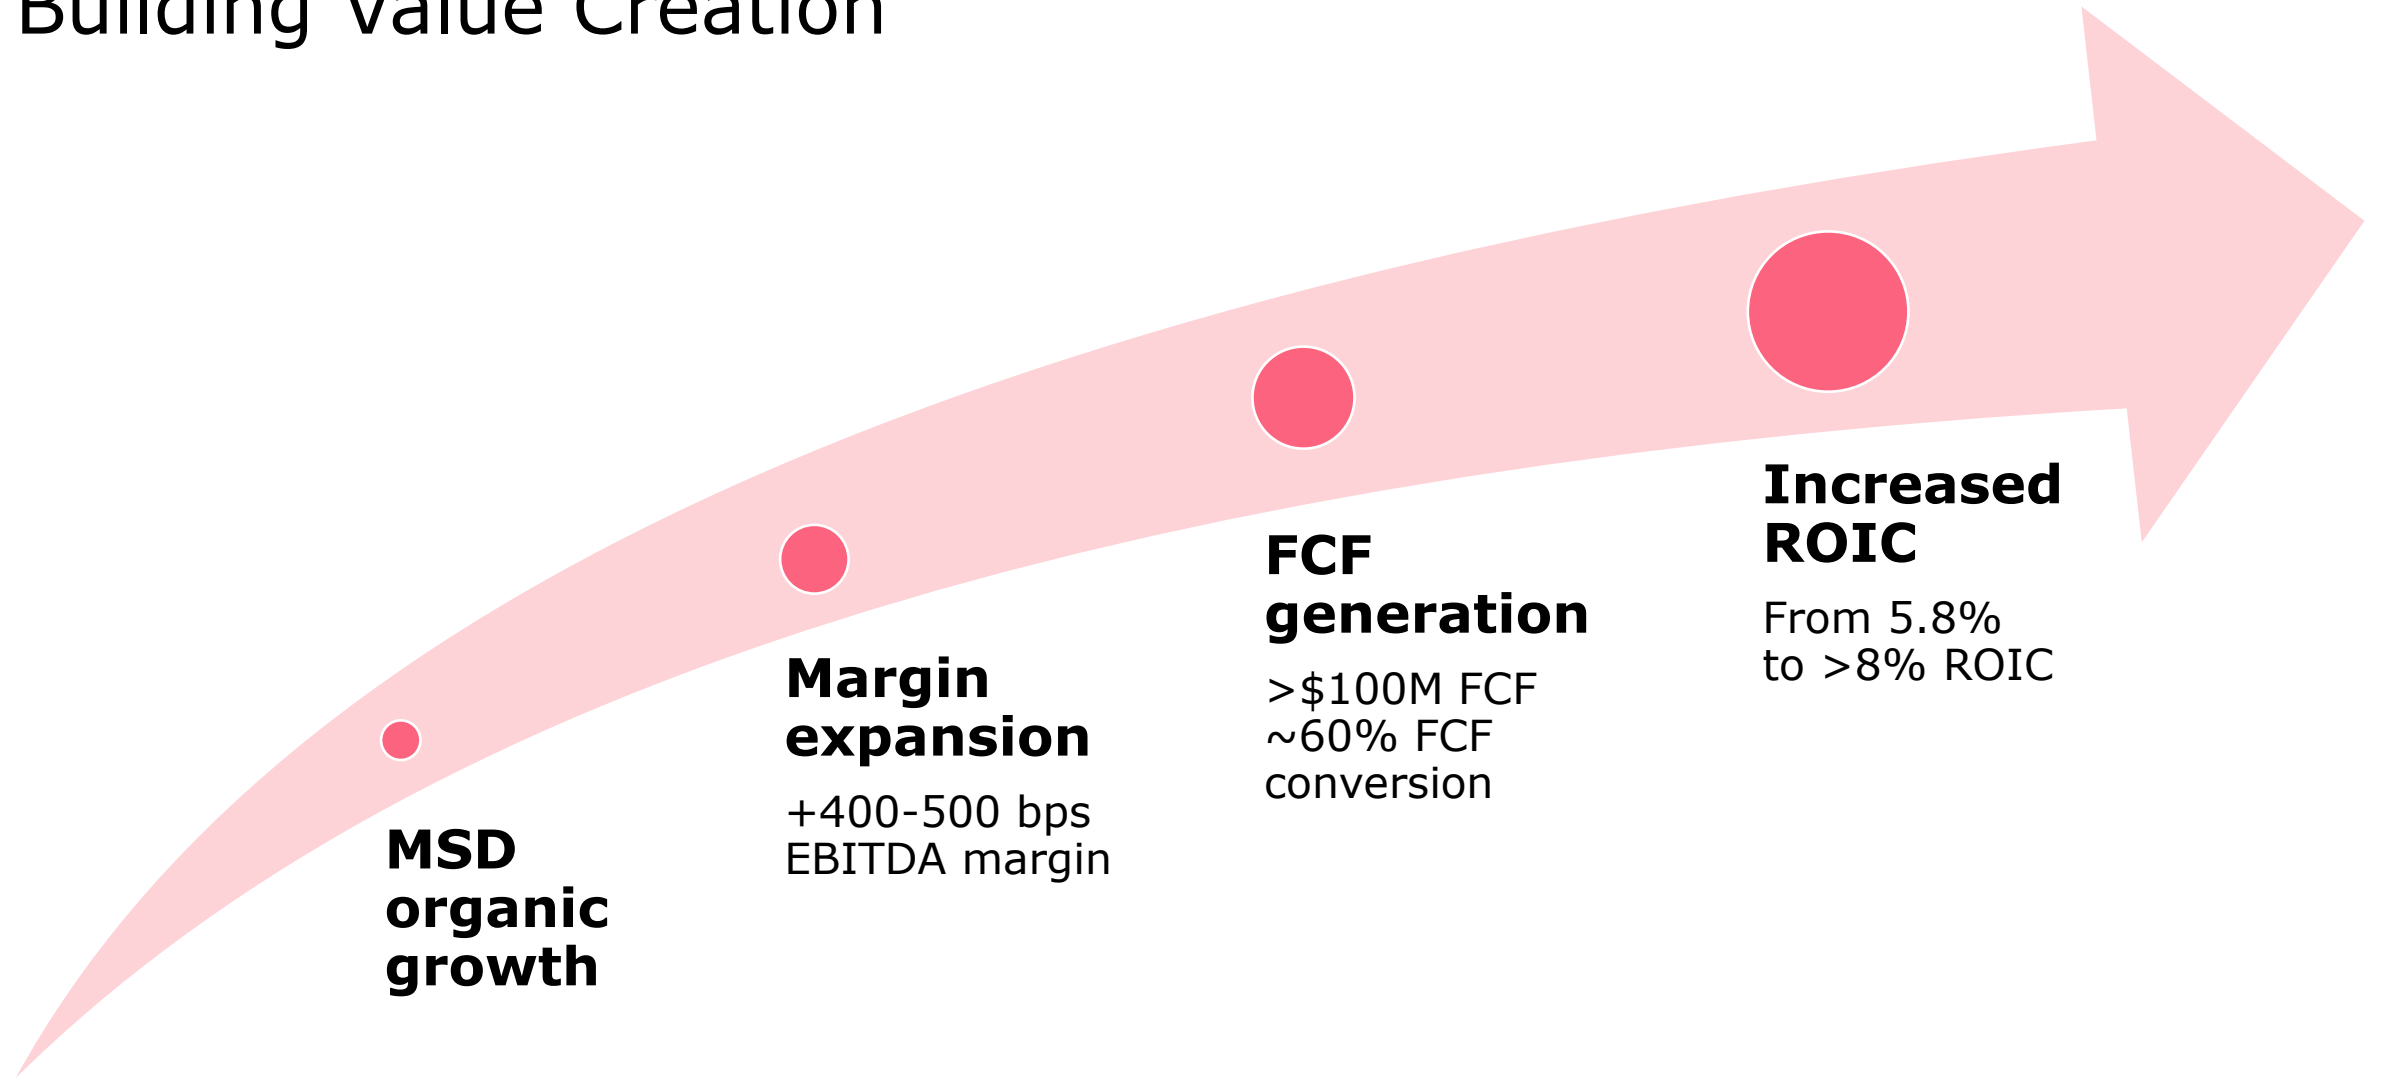 Building Value Creation
MSD
organic
growth
Margin
expansion
+400-500 bps
EBITDA margin
FCF
generation
>$100M FCF
~60% FCF
conversion
Increased
ROIC
From 5.8%
to >8% ROIC